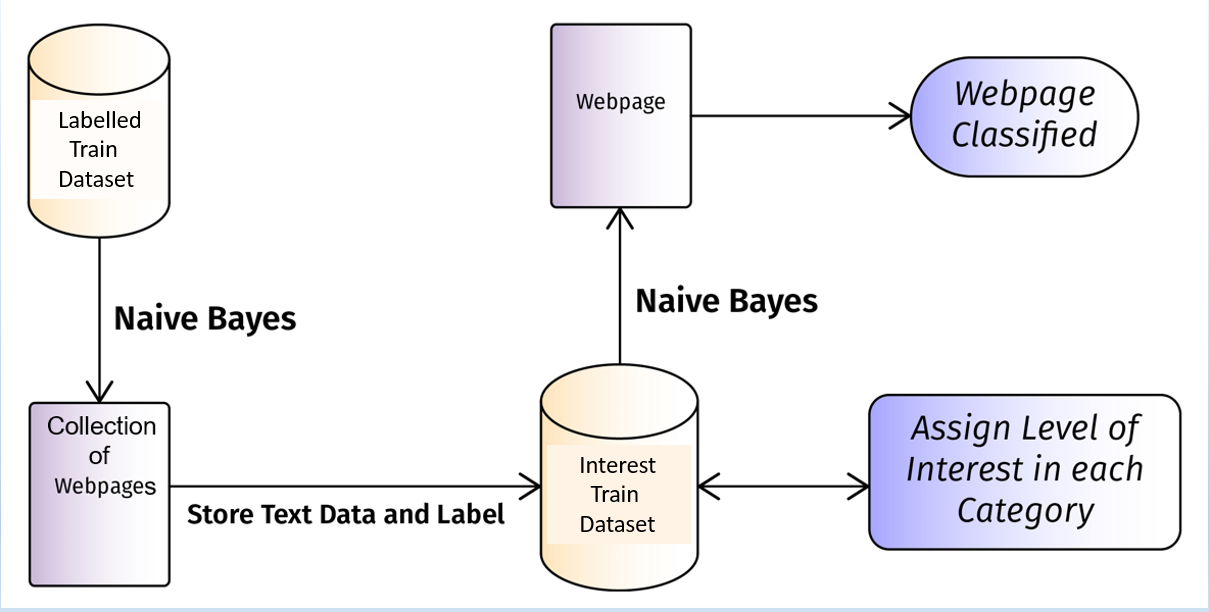 Labelled
Train
Dataset
Naive Bayes
Collection
of
Webpages
Store Text Data and Label
Webpage
Webpage
Classified
Naive Bayes
Interest
Train
Dataset
Assign Level of
Interest in each
Category